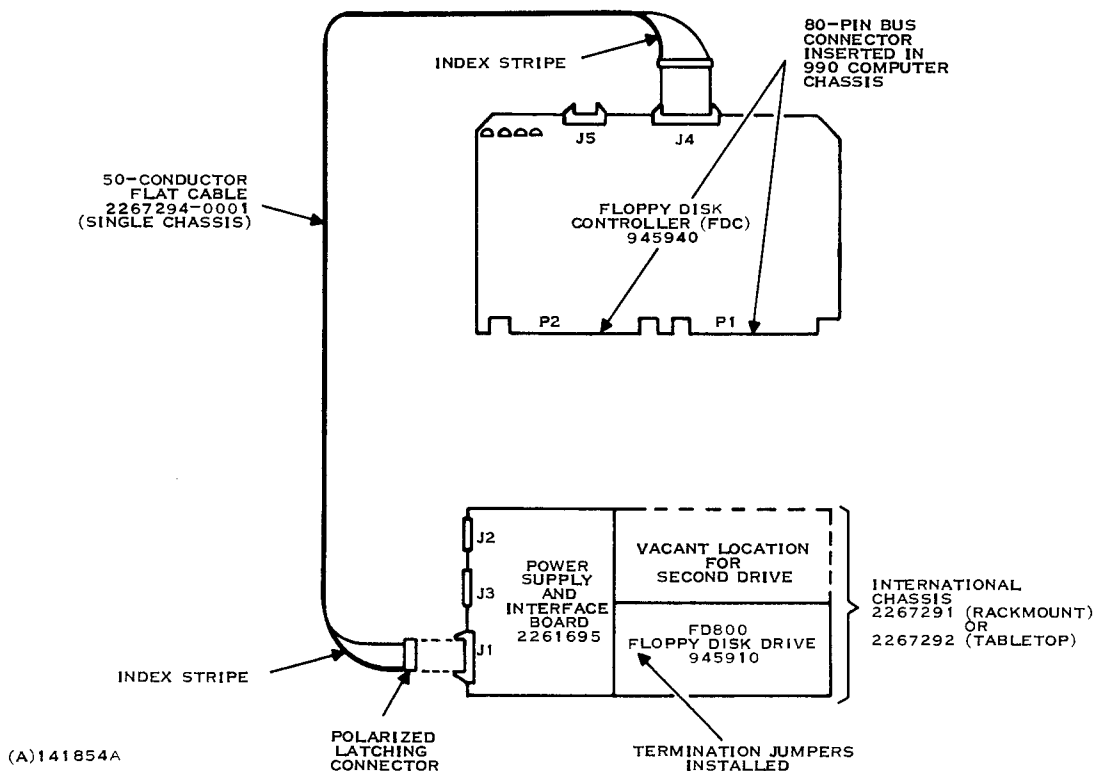 80-PIN BUS
CONNECTOR
INSERTED IN
990 COMPUTER
CHASSIS
INDEX STRIPE
J5
J4
50-CONDUCTOR
FLAT CABLE
2267294-0001
(SINGLE CHASSIS)
FLOPPY DISK
CONTROLLER (FDC)
945940
P2
P1
J2
J3
J1
POWER
SUPPLY
AND
INTERFACE
BOARD
2261695
VACANT LOCATION
FOR
SECOND DRIVE
FD800
FLOPPY DISK DRIVE
945910
INTERNATIONAL
CHASSIS
2267291 (RACKMOUNT)
OR
2267292 (TABLETOP)
INDEX STRIPE
POLARIZED
LATCHING
CONNECTOR
TERMINATION JUMPERS
INSTALLED
(A)141854A